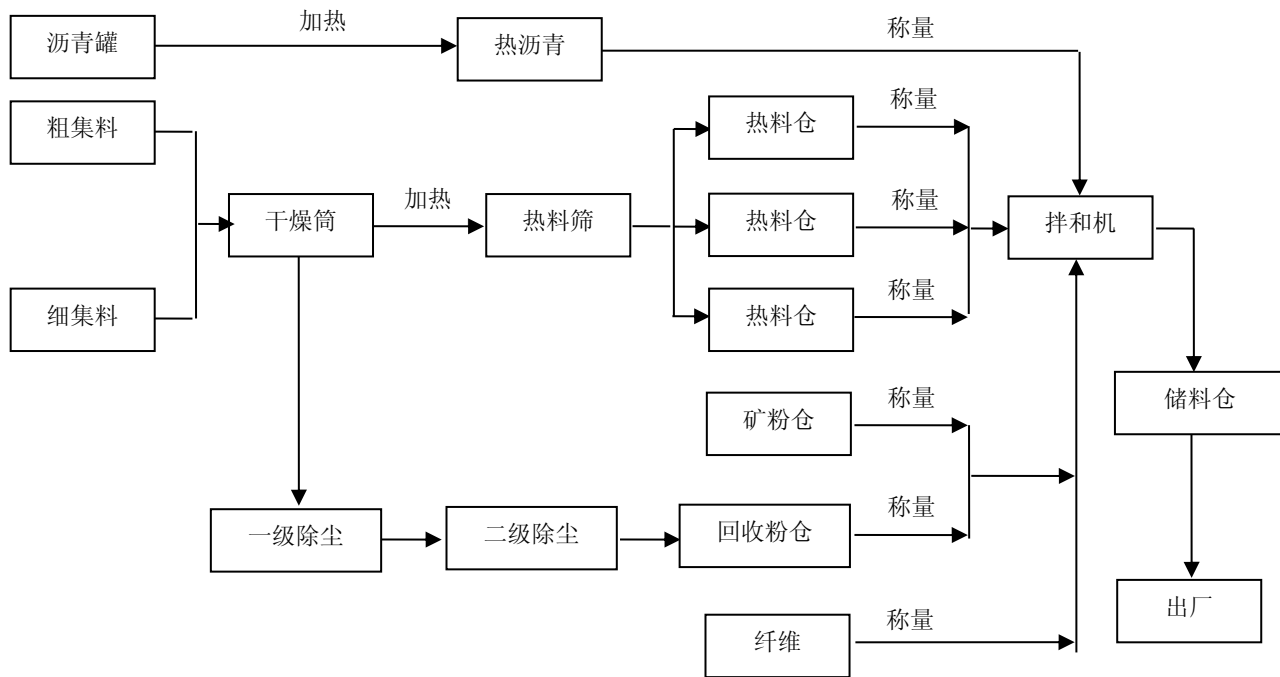 沥青罐
加热
热沥青
称量
粗集料
细集料
干燥筒
加热
热料筛
热料仓
称量
热料仓
称量
热料仓
称量
拌和机
矿粉仓
称量
储料仓
一级除尘
二级除尘
回收粉仓
称量
出厂
纤维
称量